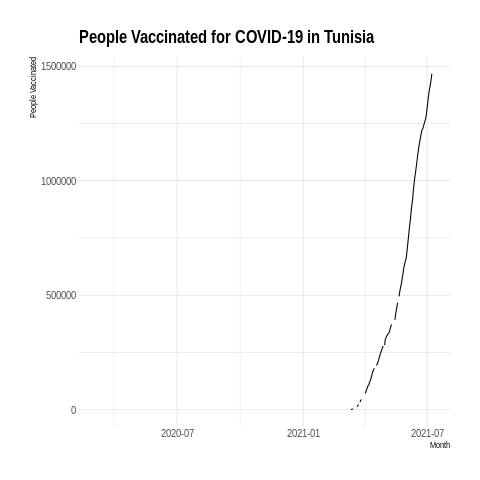 People Vaccinated for COVID-19 in Tunisia
People Vaccinated
1500000
1000000
500000
0
2020-07
2021-01
2021-07
Month